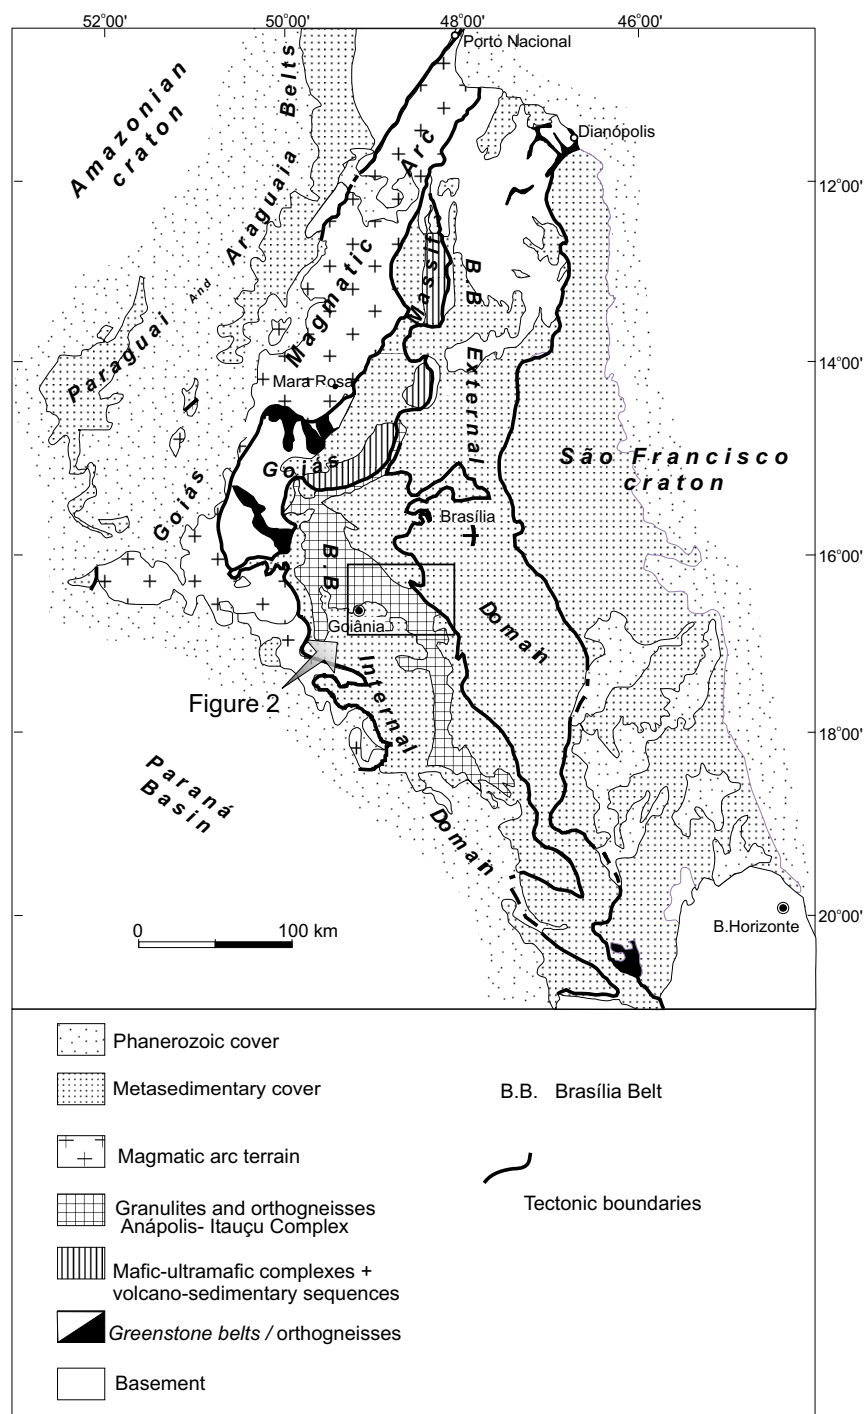 52°00'
50°00'
48°00'
46°00'
Porto Nacional
Dianópolis
Amazonian
craton
Paraguai And Araguaia Belts
12°00'
14°00'
16°00'
18°00'
20°00'
Goiás Magmatic Arc
Mara Rosa
Goiás Massif
B.B External Doman
São Francisco
craton
Brasília
B.B Internal Doman
Goiânia
Figure 2
Paraná
Basin
B.Horizonte
0 100 km
Phanerozoic cover
Metasedimentary cover
Magmatic arc terrain
Granulites and orthogneisses
Anápolis- Itauçu Complex
Mafic-ultramafic complexes +
volcano-sedimentary sequences
Greenstone belts / orthogneisses
Basement
B.B. Brasília Belt
Tectonic boundaries